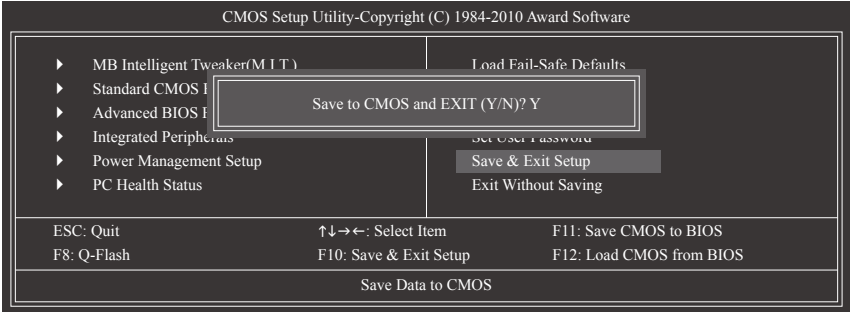 CMOS Setup Utility-Copyright (C) 1984-2010 Award Software
MB Intelligent Tweaker(M.I.T.)
Standard CMOS
Advanced BIOS
Integrated Peripherals
Power Management Setup
PC Health Status
Load Fail-Safe Defaults
Set User Password
Save & Exit Setup
Exit Without Saving
Save to CMOS and EXIT (Y/N)? Y
ESC: Quit
↑↓→←: Select Item
F11: Save CMOS to BIOS
F8: Q-Flash
F10: Save & Exit Setup
F12: Load CMOS from BIOS
Save Data to CMOS